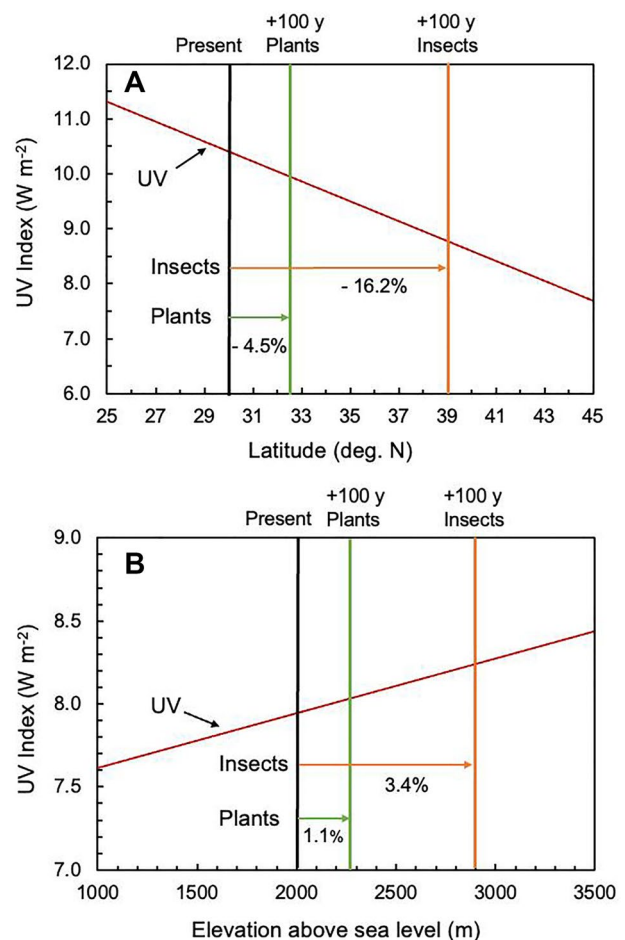 +100 y +100 y
Present Plants Insects
12.0
A
11.0
UV
10.0
9.0
Insects
8.0
- 16.2%
Plants
7.0
- 4.5%
6.0
UV Index (W m-2)
25 27 29 31 33 35 37 39 41 43 45
Latitude (deg. N)
+100 y +100 y
Present Plants Insects
9.0
B
8.5
UV
8.0
Insects
3.4%
7.5
Plants
1.1%
7.0
UV Index (W m-2)
1000 1500 2000 2500 3000 3500
Elevation above sea level (m)